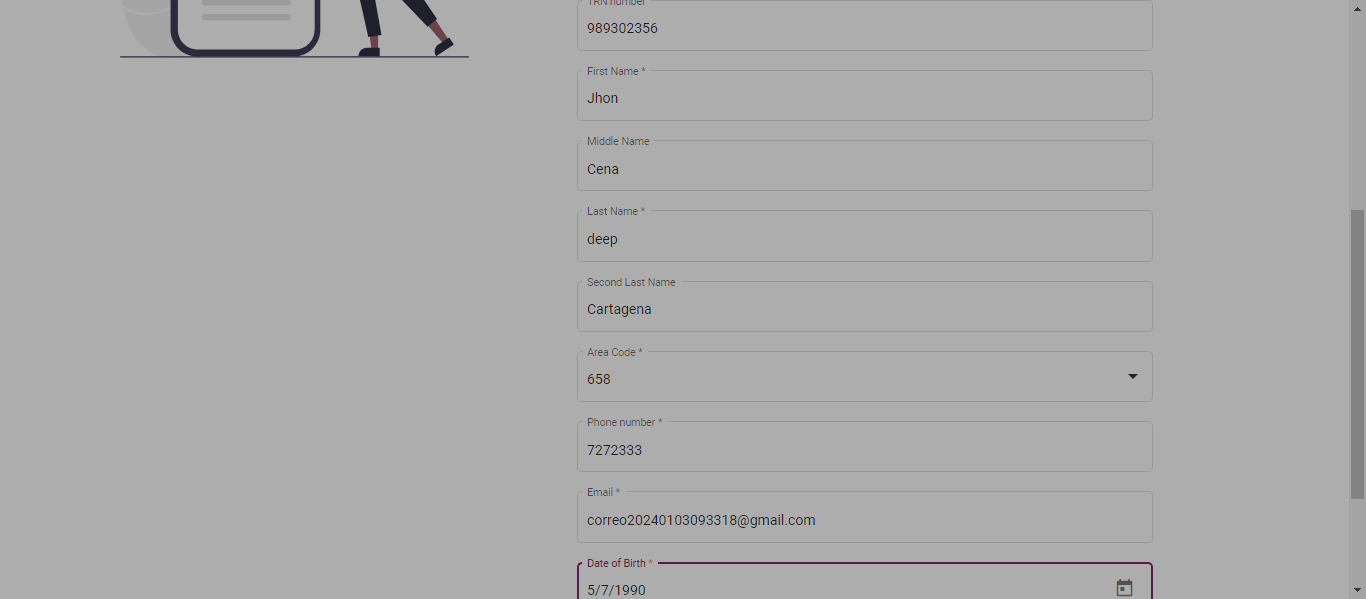 TRN number
989302356
First Name *
Jhon
Middle Name
Cena
Last Name *
deep
Second Last Name
Cartagena
Area Code *
658
Phone number *
7272333
Email *
correo20240103093318@gmail.com
Date of Birth *
5/7/1990